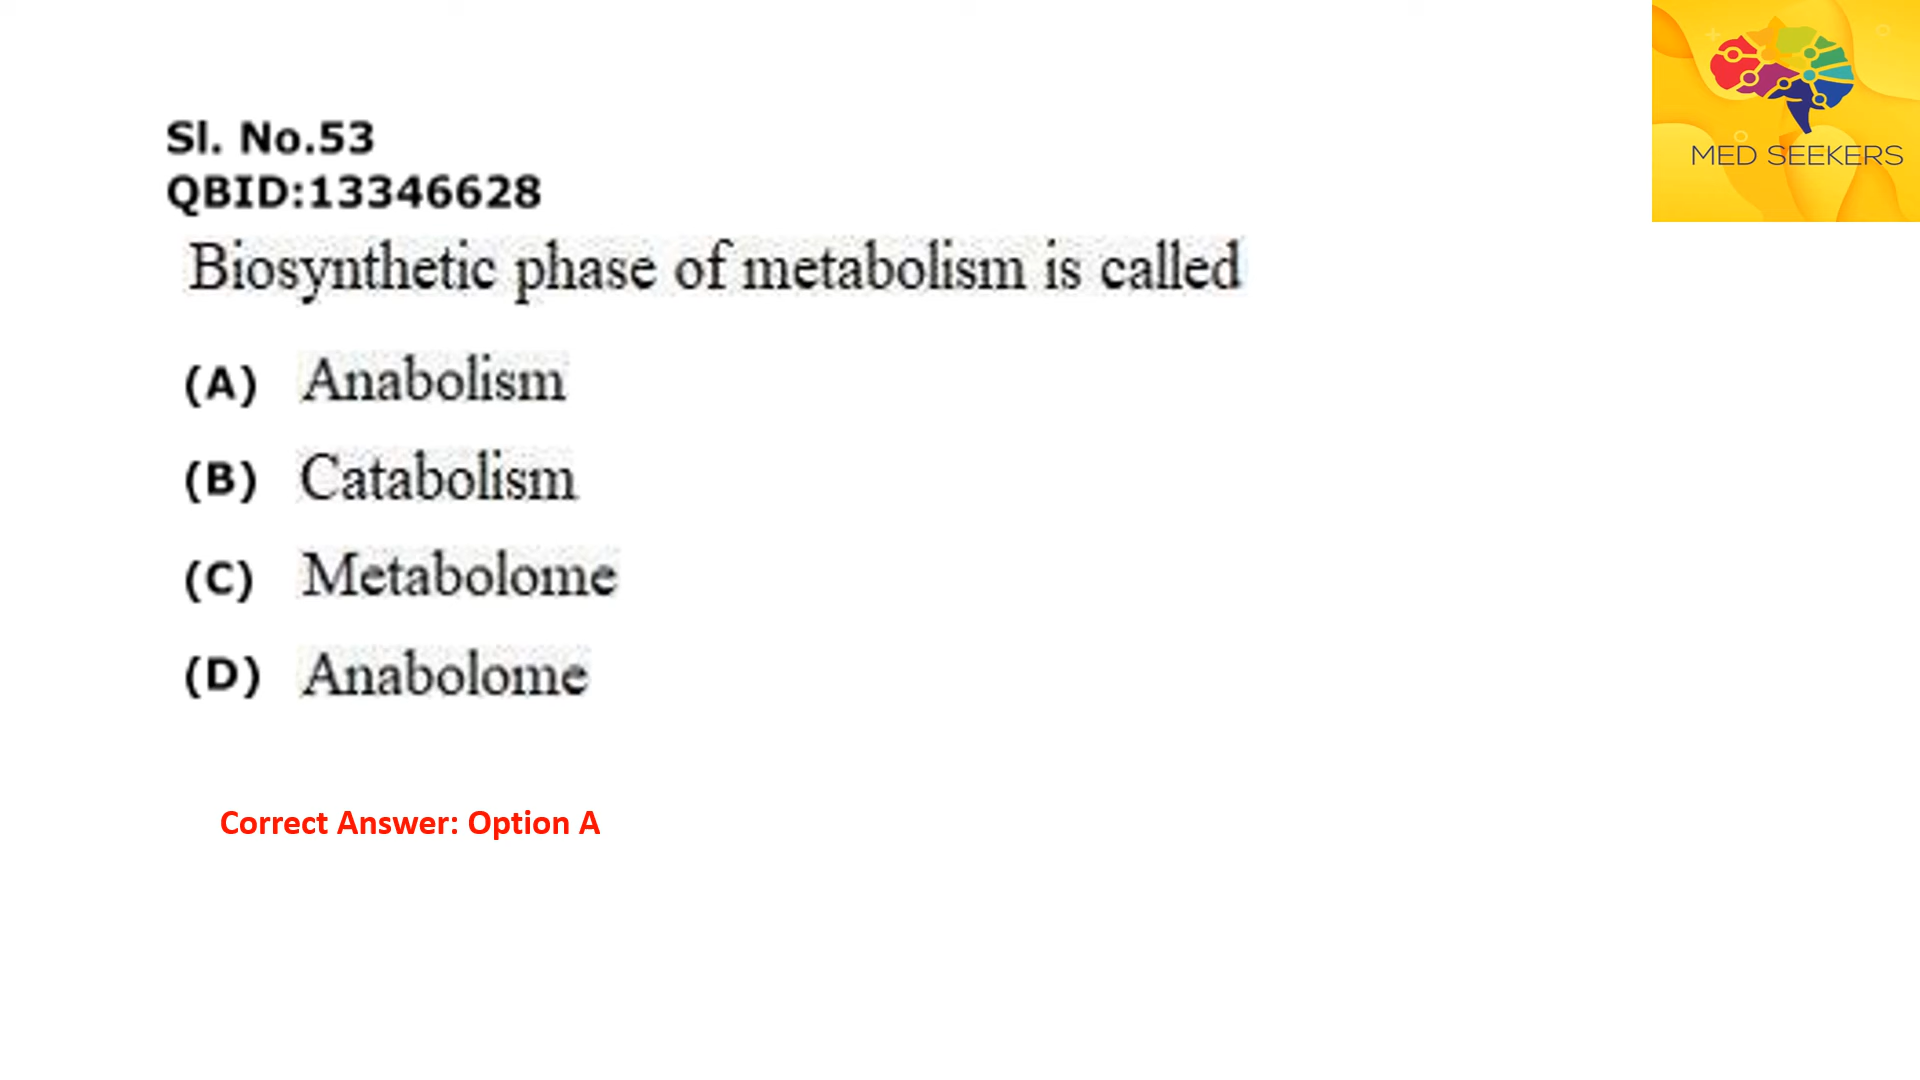 MED SEEKERS
Sl. No.53
QBID:13346628
Biosynthetic phase of metabolism is called
(A) Anabolism
(B) Catabolism
(C) Metabolome
(D) Anabolome
Correct Answer: Option A